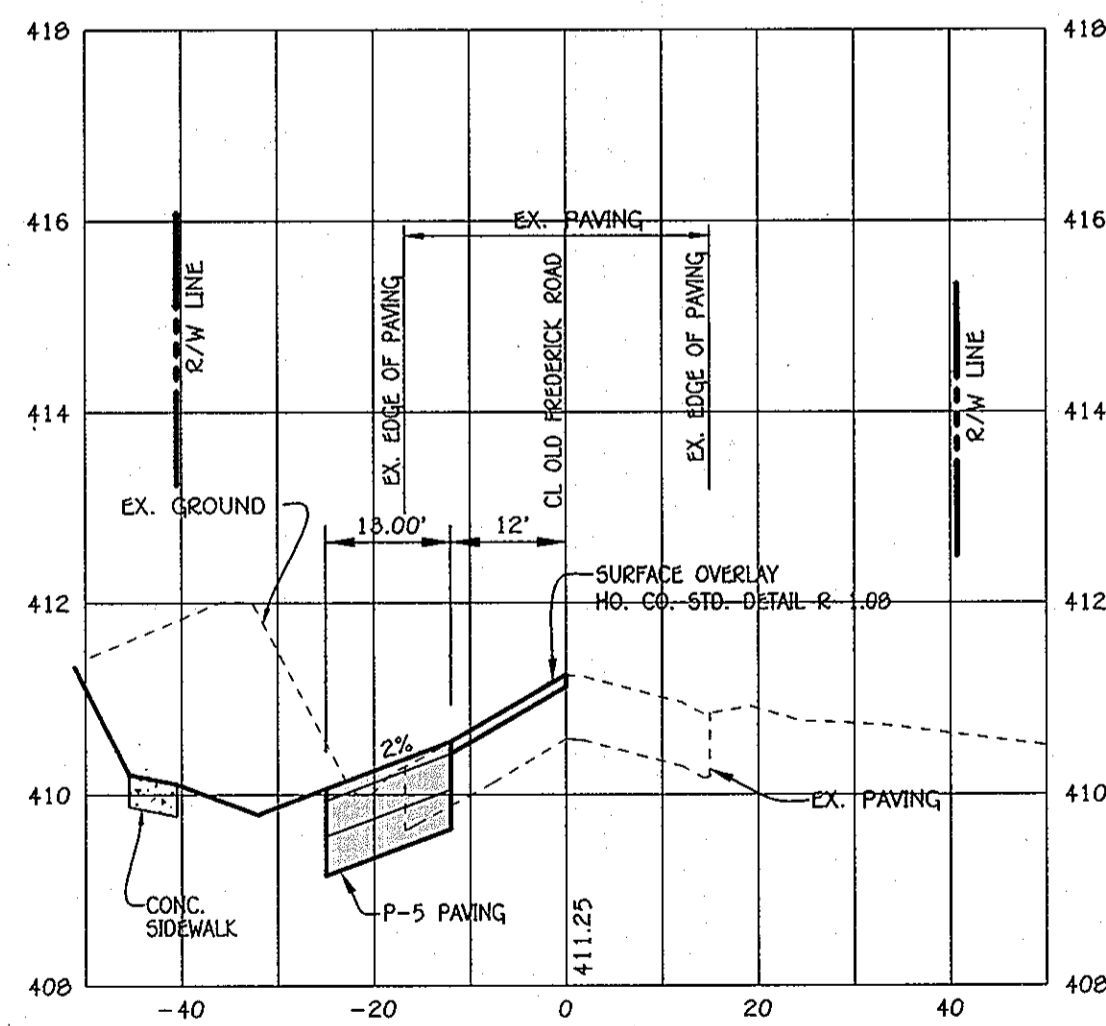 418 418
416 416
EX. PAVING
R/W LINE
EX. EDGE OF PAVING
CL OLD FREDERICK ROAD
EX. EDGE OF PAVING
R/W LINE
414 414
EX. GROUND
13.00' 12'
SURFACE OVERLAY
HO. CO. STD. DETAIL R-1.08
412 412
2%
410 410
EX. PAVING
CONC.
SIDEWALK
P-5 PAVING
411.25
408 408
-40 -20 0 20 40